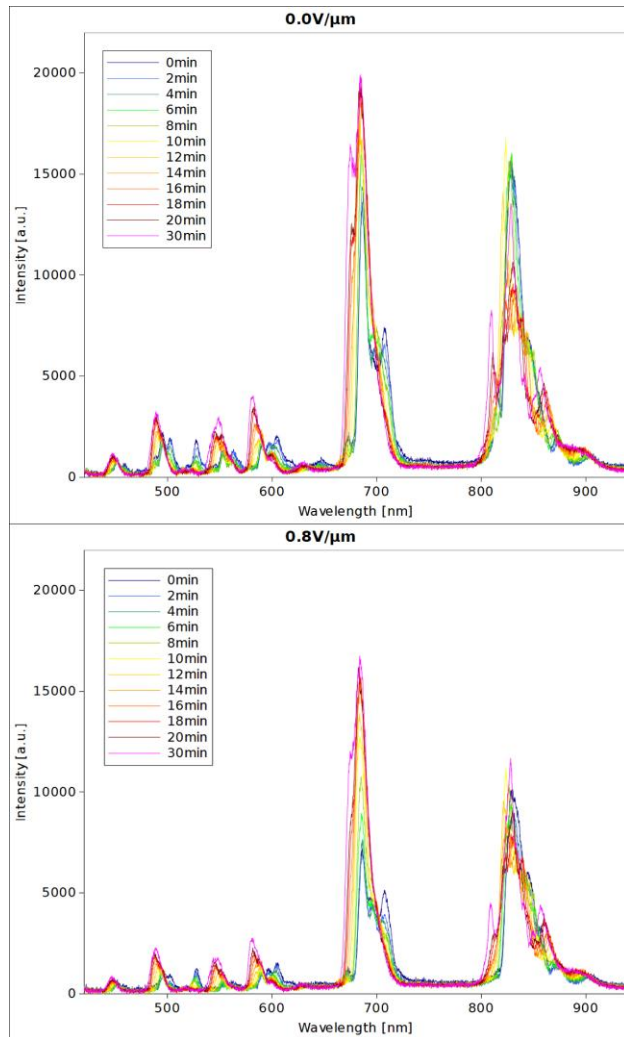 0.0V/μm
20000
15000
10000
5000
0
Intensity [a.u.]
0min
2min
4min
6min
8min
10min
12min
14min
16min
18min
20min
30min
500 600 700 800 900
Wavelength [nm]
0.8V/μm
20000
15000
10000
5000
0
Intensity [a.u.]
0min
2min
4min
6min
8min
10min
12min
14min
16min
18min
20min
30min
500 600 700 800 900
Wavelength [nm]